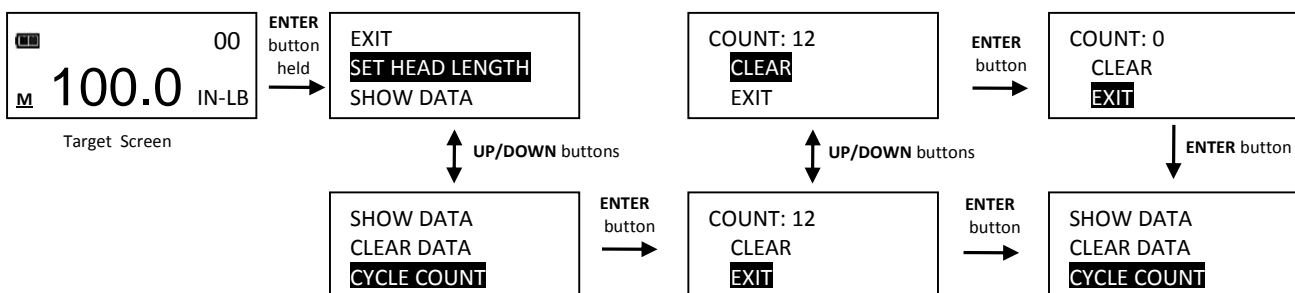 00
M 100.0 IN-LB
Target Screen
ENTER
button
held
EXIT
SET HEAD LENGTH
SHOW DATA
UP/DOWN buttons
SHOW DATA
CLEAR DATA
CYCLE COUNT
ENTER
button
COUNT: 12
CLEAR
EXIT
UP/DOWN buttons
COUNT: 12
CLEAR
EXIT
ENTER
button
COUNT: 0
CLEAR
EXIT
ENTER button
ENTER
button
SHOW DATA
CLEAR DATA
CYCLE COUNT